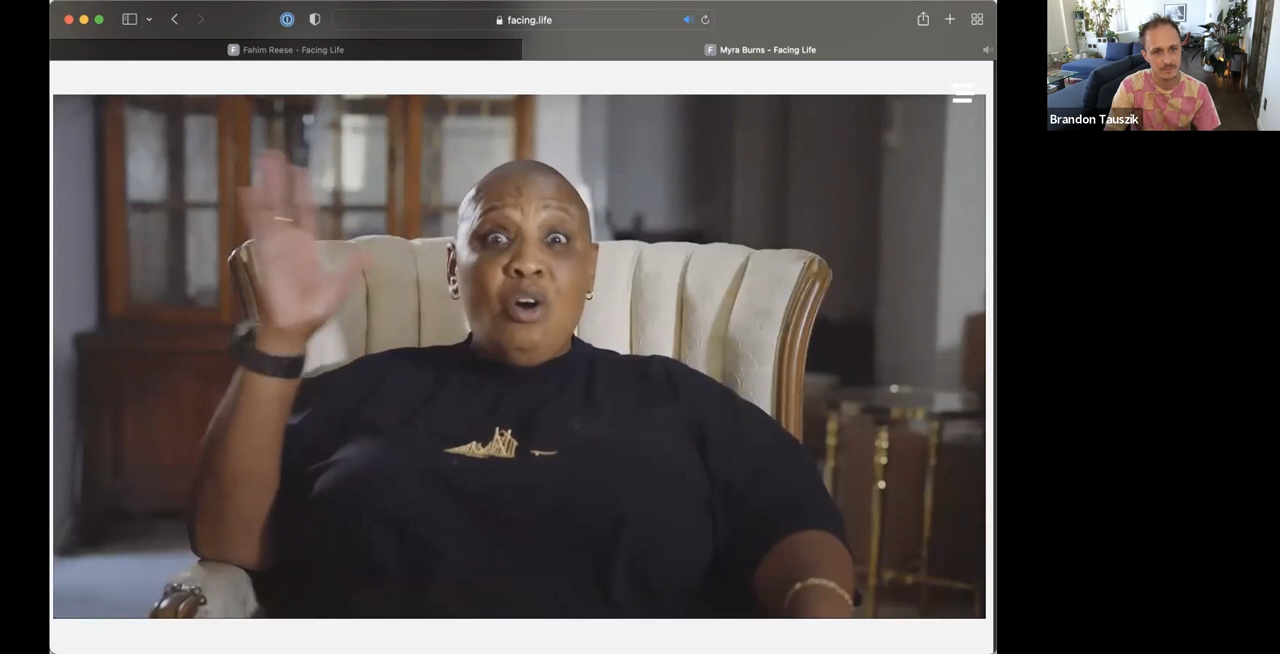 facing.life
F Fahim Reese - Facing Life
F Myra Burns - Facing Life
Brandon Tauszik